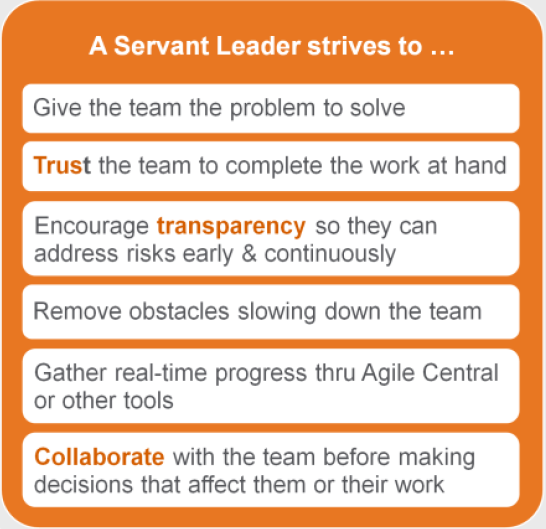 A Servant Leader strives to ...
Give the team the problem to solve
Trust the team to complete the work at hand
Encourage transparency so they can
address risks early & continuously
Remove obstacles slowing down the team
Gather real-time progress thru Agile Central
or other tools
Collaborate with the team before making
decisions that affect them or their work